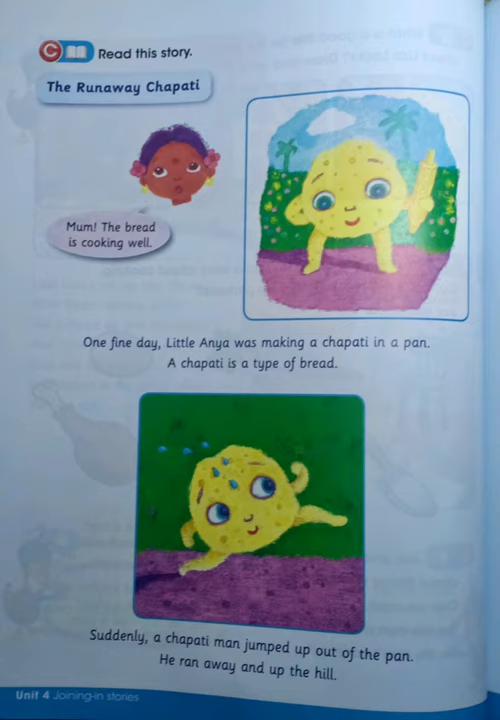 C Read this story.
The Runaway Chapati
Mum! The bread
is cooking well.
One fine day, Little Anya was making a chapati in a pan.
A chapati is a type of bread.
Suddenly, a chapati man jumped up out of the pan.
He ran away and up the hill.
Unit 4 Joining-in stories